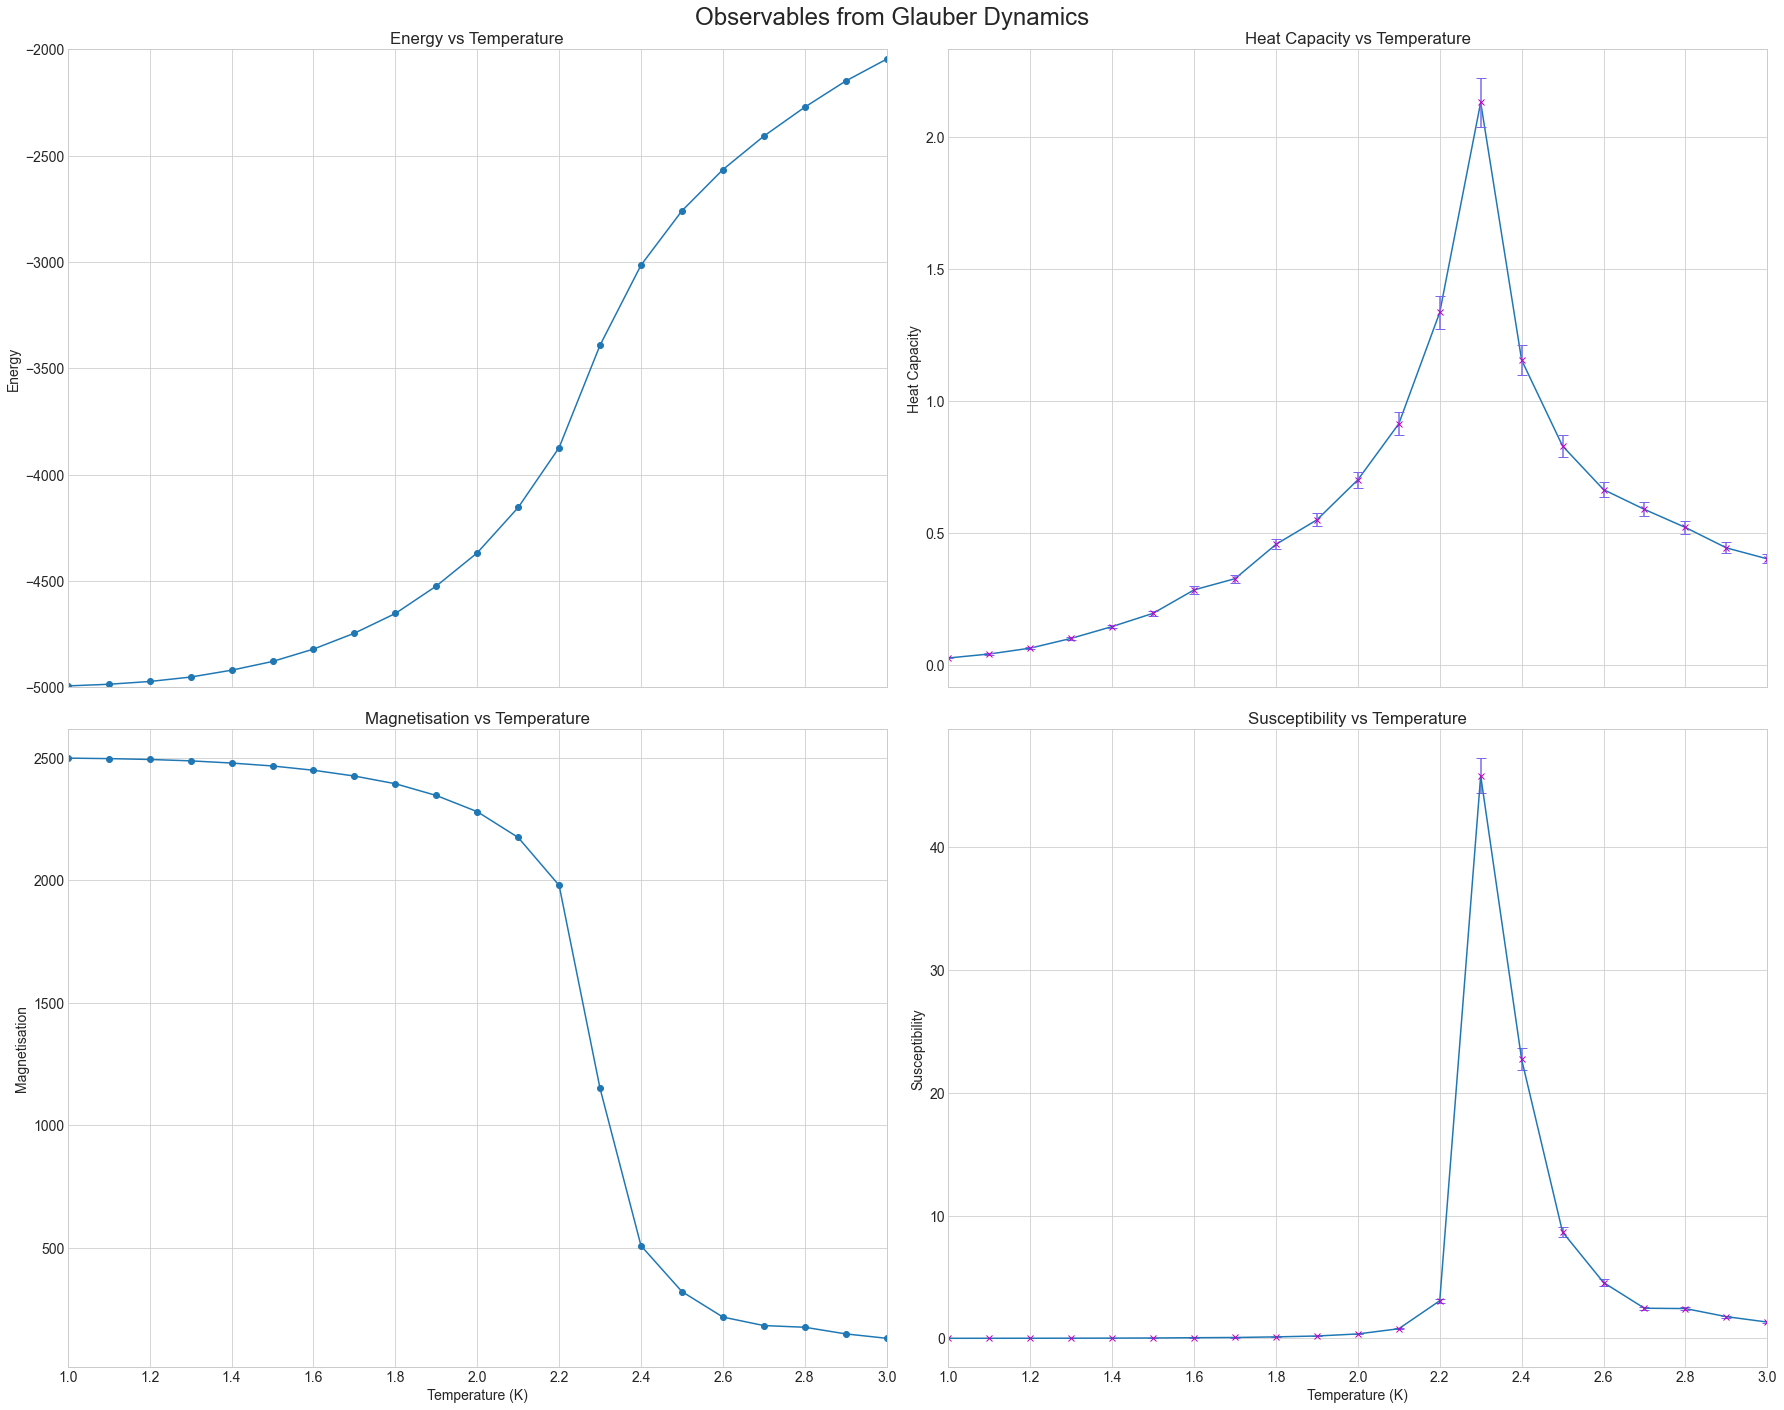 Observables from Glauber Dynamics
Energy vs Temperature
Energy
−2000
−2500
−3000
−3500
−4000
−4500
−5000
Heat Capacity vs Temperature
Heat Capacity
2.0
1.5
1.0
0.5
0.0
Magnetisation vs Temperature
Magnetisation
2500
2000
1500
1000
500
1.0 1.2 1.4 1.6 1.8 2.0 2.2 2.4 2.6 2.8 3.0
Temperature (K)
Susceptibility vs Temperature
Susceptibility
40
30
20
10
0
1.0 1.2 1.4 1.6 1.8 2.0 2.2 2.4 2.6 2.8 3.0
Temperature (K)